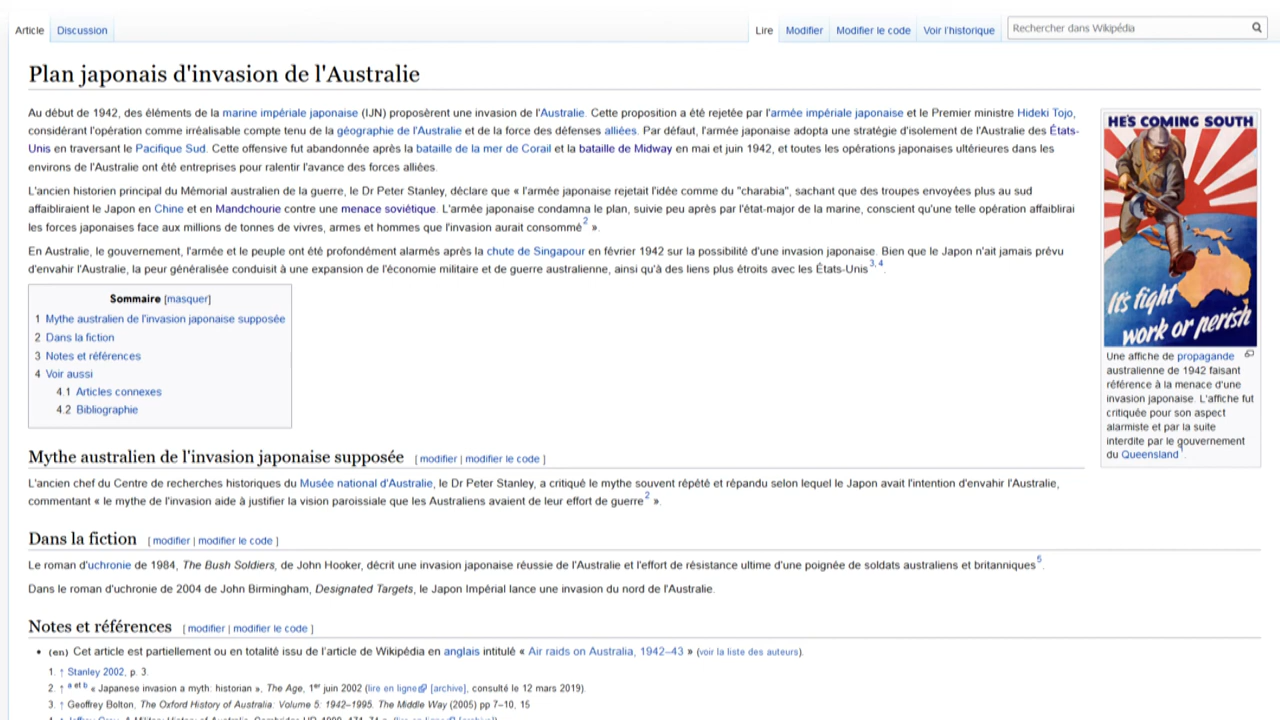 Article Discussion Lire Modifier Modifier le code Voir l'historique Rechercher dans Wikipédia
Plan japonais d'invasion de l'Australie
Au début de 1942, des éléments de la marine impériale japonaise (IJN) proposèrent une invasion de l'Australie. Cette proposition a été rejetée par l'armée impériale japonaise et le Premier ministre Hideki Tojo,
considérant l'opération comme irréalisable compte tenu de la géographie de l'Australie et de la force des défenses alliées. Par défaut, l'armée japonaise adopta une stratégie d'isolement de l'Australie des États-
Unis en traversant le Pacifique Sud. Cette offensive fut abandonnée après la bataille de la mer de Corail et la bataille de Midway en mai et juin 1942, et toutes les opérations japonaises ultérieures dans les
environs de l'Australie ont été entreprises pour ralentir l'avance des forces alliées.
L'ancien historien principal du Mémorial australien de la guerre, le Dr Peter Stanley, déclare que « l'armée japonaise rejetait l'idée comme du "charabia", sachant que des troupes envoyées plus au sud
affaibliraient le Japon en Chine et en Mandchourie contre une menace soviétique. L'armée japonaise condamna le plan, suivie peu après par l'état-major de la marine, conscient qu'une telle opération affaiblirai
les forces japonaises face aux millions de tonnes de vivres, armes et hommes que l'invasion aurait consommé2 ».
En Australie, le gouvernement, l'armée et le peuple ont été profondément alarmés après la chute de Singapour en février 1942 sur la possibilité d'une invasion japonaise. Bien que le Japon n'ait jamais prévu
d'envahir l'Australie, la peur généralisée conduisit à une expansion de l'économie militaire et de guerre australienne, ainsi qu'à des liens plus étroits avec les États-Unis3, 4.
HE'S COMING SOUTH
It's fight
work or perish
Une affiche de propagande
australienne de 1942 faisant
référence à la menace d'une
invasion japonaise. L'affiche fut
critiquée pour son aspect
alarmiste et par la suite
interdite par le gouvernement
du Queensland1.
Sommaire [masquer]
1 Mythe australien de l'invasion japonaise supposée
2 Dans la fiction
3 Notes et références
4 Voir aussi
4.1 Articles connexes
4.2 Bibliographie
Mythe australien de l'invasion japonaise supposée [ modifier | modifier le code ]
L'ancien chef du Centre de recherches historiques du Musée national d'Australie, le Dr Peter Stanley, a critiqué le mythe souvent répété et répandu selon lequel le Japon avait l'intention d'envahir l'Australie,
commentant « le mythe de l'invasion aide à justifier la vision paroissiale que les Australiens avaient de leur effort de guerre2 ».
Dans la fiction [ modifier | modifier le code ]
Le roman d'uchronie de 1984, The Bush Soldiers, de John Hooker, décrit une invasion japonaise réussie de l'Australie et l'effort de résistance ultime d'une poignée de soldats australiens et britanniques5.
Dans le roman d'uchronie de 2004 de John Birmingham, Designated Targets, le Japon Impérial lance une invasion du nord de l'Australie.
Notes et références [ modifier | modifier le code ]
• (en) Cet article est partiellement ou en totalité issu de l'article de Wikipédia en anglais intitulé « Air raids on Australia, 1942–43 » (voir la liste des auteurs).
1. ↑ Stanley 2002, p. 3.
2. ↑ a et b « Japanese invasion a myth: historian », The Age, 1er juin 2002 (lire en ligne [archive], consulté le 12 mars 2019).
3. ↑ Geoffrey Bolton, The Oxford History of Australia: Volume 5: 1942–1995. The Middle Way (2005) pp 7–10, 15